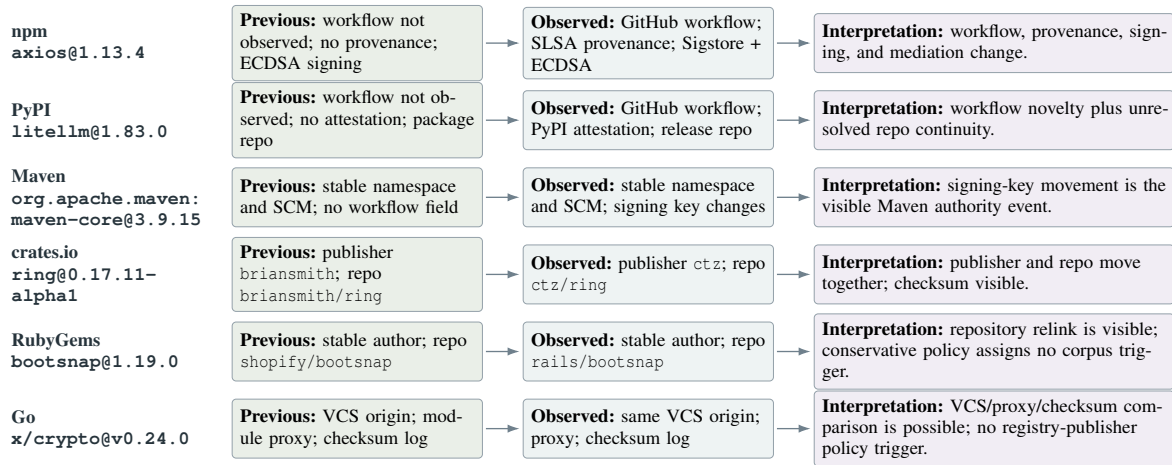 npm
axios@1.13.4
Previous: workflow not
observed; no provenance;
ECDSA signing
Observed: GitHub workflow;
SLSA provenance; Sigstore +
ECDSA
Interpretation: workflow, provenance, sign-
ing, and mediation change.
PyPI
litellm@1.83.0
Previous: workflow not ob-
served; no attestation; package
repo
Observed: GitHub workflow;
PyPI attestation; release repo
Interpretation: workflow novelty plus unre-
solved repo continuity.
Maven
org.apache.maven:
maven-core@3.9.15
Previous: stable namespace
and SCM; no workflow field
Observed: stable namespace
and SCM; signing key changes
Interpretation: signing-key movement is the
visible Maven authority event.
crates.io
ring@0.17.11-
alpha1
Previous: publisher
briansmith; repo
briansmith/ring
Observed: publisher ctz; repo
ctz/ring
Interpretation: publisher and repo move
together; checksum visible.
RubyGems
bootsnap@1.19.0
Previous: stable author; repo
shopify/bootsnap
Observed: stable author; repo
rails/bootsnap
Interpretation: repository relink is visible;
conservative policy assigns no corpus trig-
ger.
Go
x/crypto@v0.24.0
Previous: VCS origin; mod-
ule proxy; checksum log
Observed: same VCS origin;
proxy; checksum log
Interpretation: VCS/proxy/checksum com-
parison is possible; no registry-publisher
policy trigger.